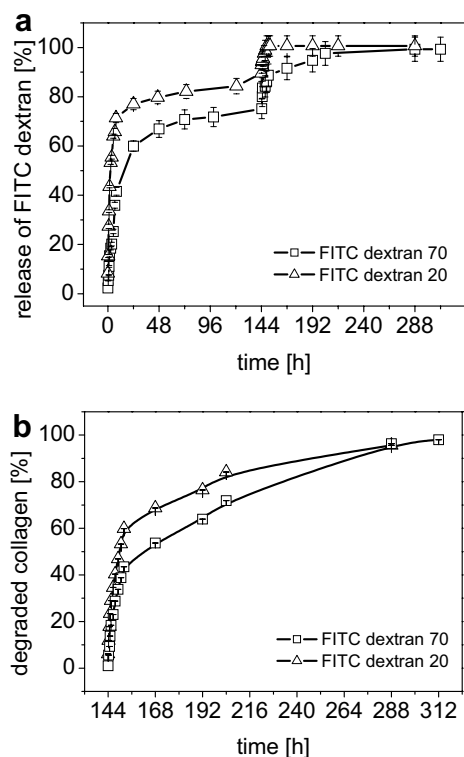 a
release of FITC dextran [%]
100
80
60
40
20
0
FITC dextran 70
FITC dextran 20
0 48 96 144 192 240 288
time [h]
b
degraded collagen [%]
100
80
60
40
20
0
FITC dextran 70
FITC dextran 20
144 168 192 216 240 264 288 312
time [h]